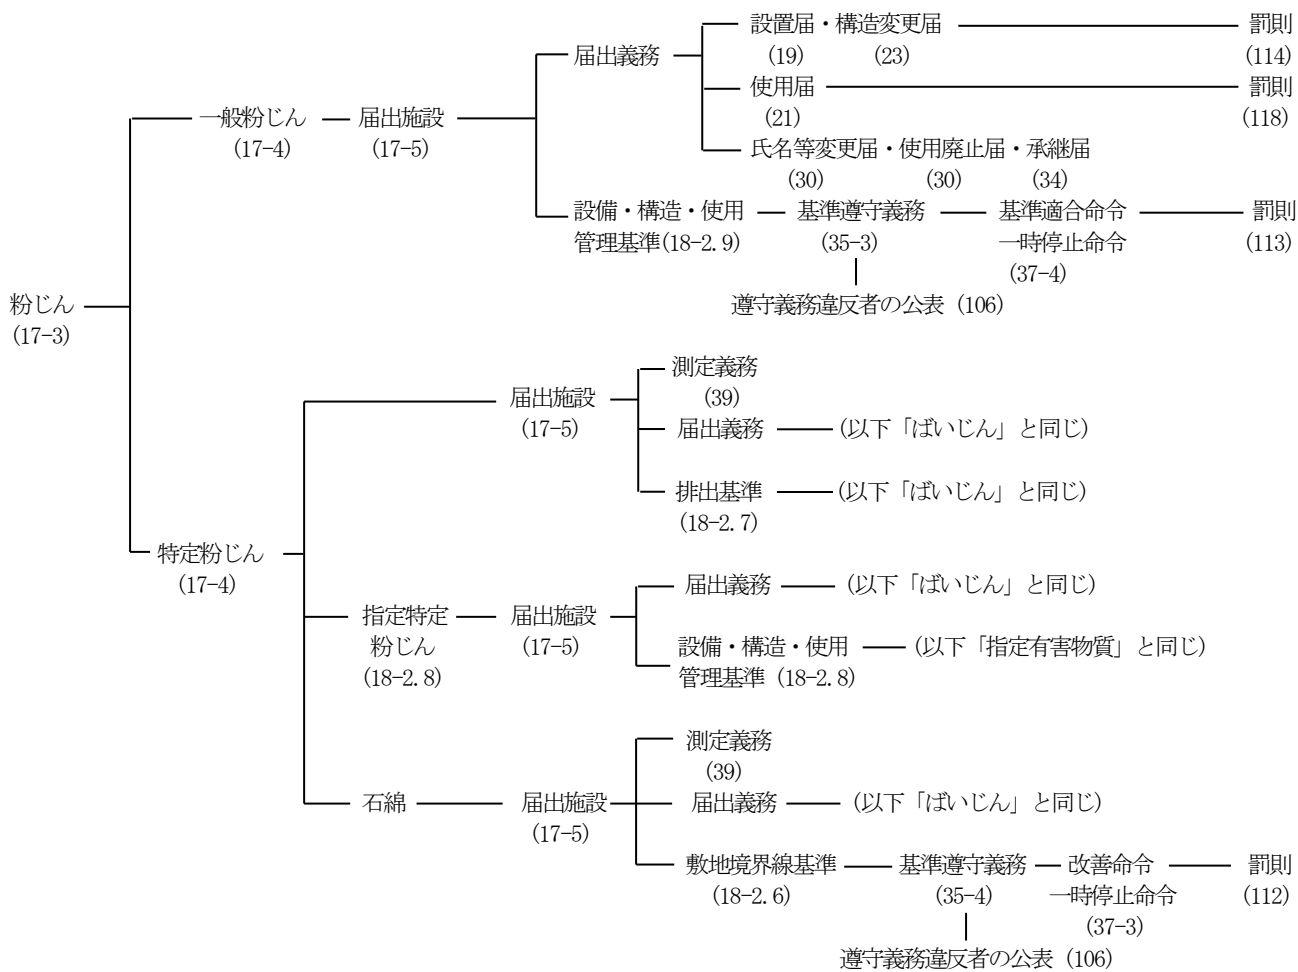 設置届・構造変更届 罰則
届出義務 (19) (23) (114)
使用届 罰則
一般粉じん 届出施設 (21) (118)
(17-4) (17-5) 氏名等変更届・使用廃止届・承継届
(30) (30) (34)
設備・構造・使用 基準遵守義務 基準適合命令 罰則
管理基準(18-2.9) (35-3) 一時停止命令 (113)
(37-4)
粉じん 遵守義務違反者の公表 (106)
(17-3)
測定義務
届出施設 (39)
(17-5) 届出義務 (以下「ばいじん」と同じ)
排出基準 (以下「ばいじん」と同じ)
(18-2.7)
特定粉じん
(17-4) 届出義務 (以下「ばいじん」と同じ)
指定特定 届出施設
粉じん (17-5) 設備・構造・使用 (以下「指定有害物質」と同じ)
(18-2.8) 管理基準 (18-2.8)
測定義務
(39)
石綿 届出施設 届出義務 (以下「ばいじん」と同じ)
(17-5)
敷地境界線基準 基準遵守義務 改善命令 罰則
(18-2.6) (35-4) 一時停止命令 (112)
(37-3)
遵守義務違反者の公表 (106)